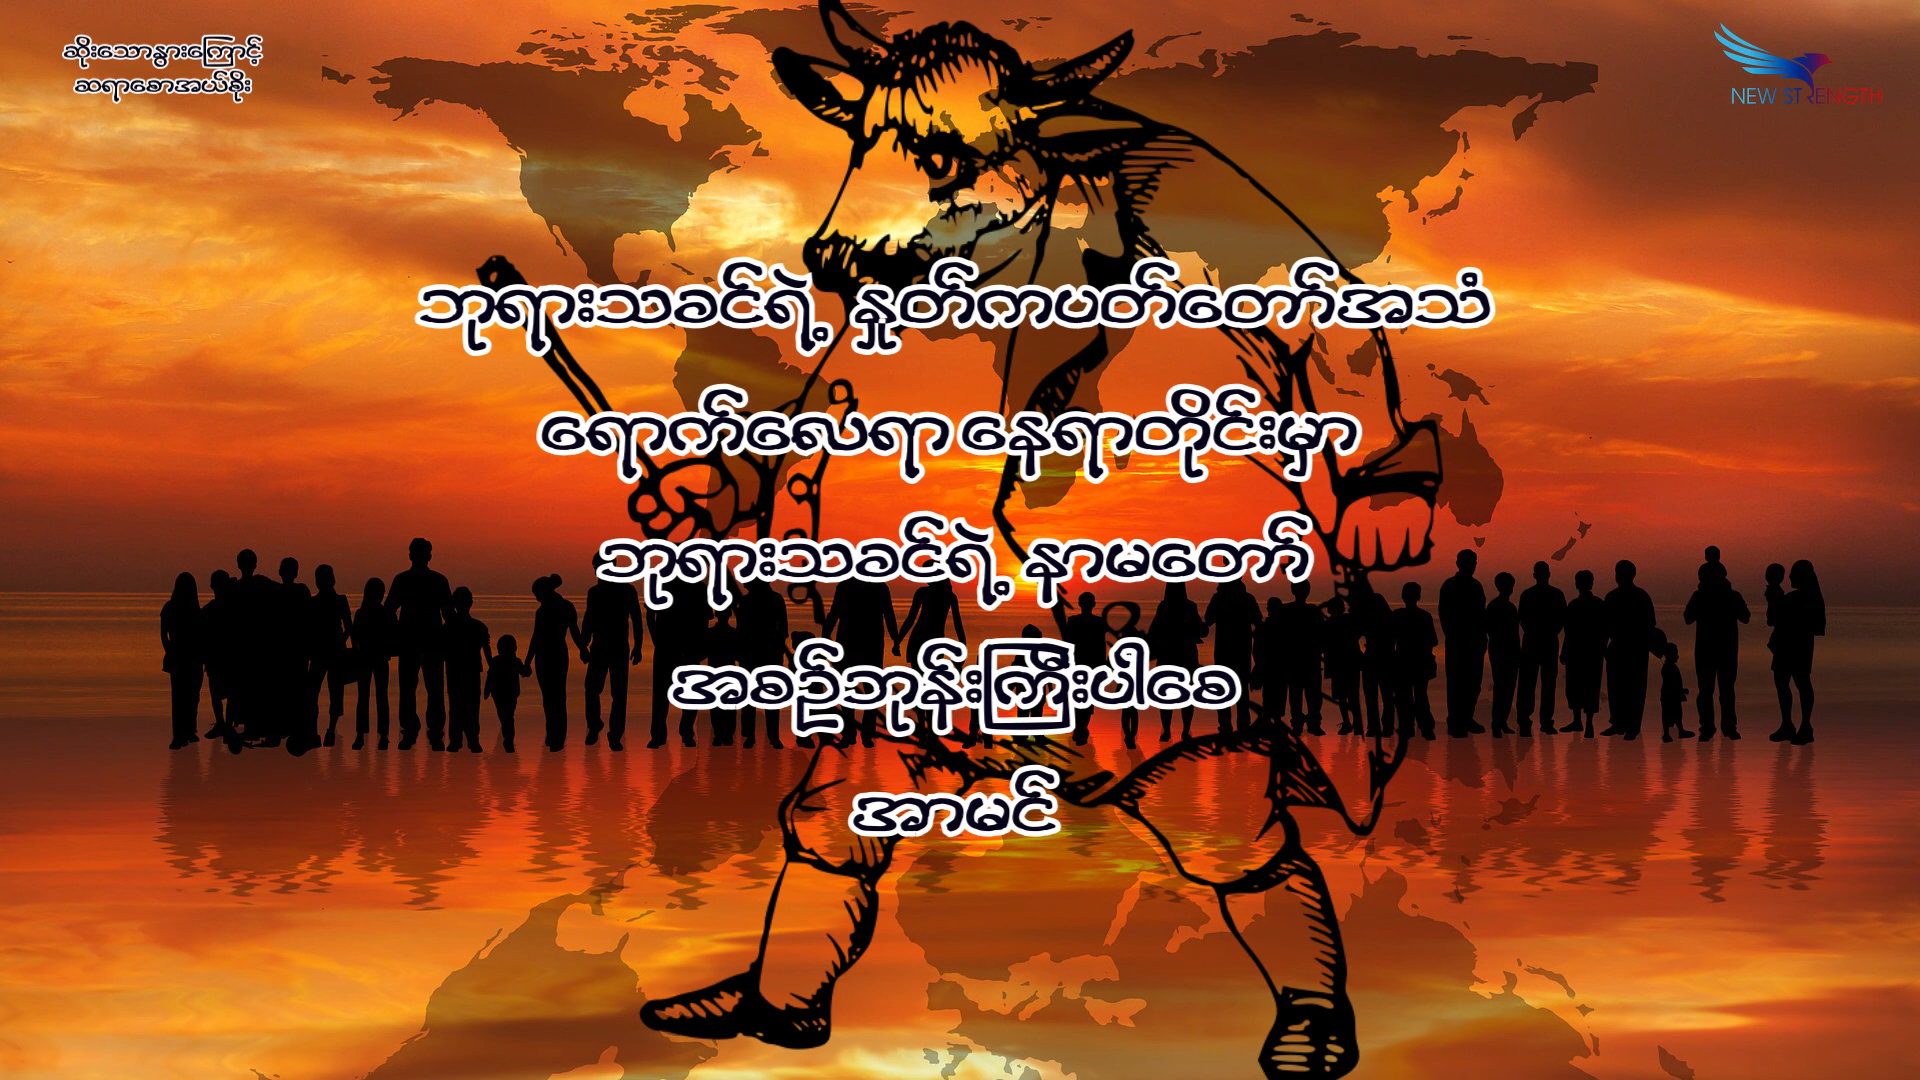 ဆိုးသောနွားကြောင့်
ဆရာစောအယ်ခိုး
NEW STRENGTH
ဘုရားသခင်ရဲ့ နှုတ်ကပတ်တော်အသံ
ရောက်လေရာ နေရာတိုင်းမှာ
ဘုရားသခင်ရဲ့ နာမတော်
အစဉ်ဘုန်းကြီးပါစေ
အာမင်